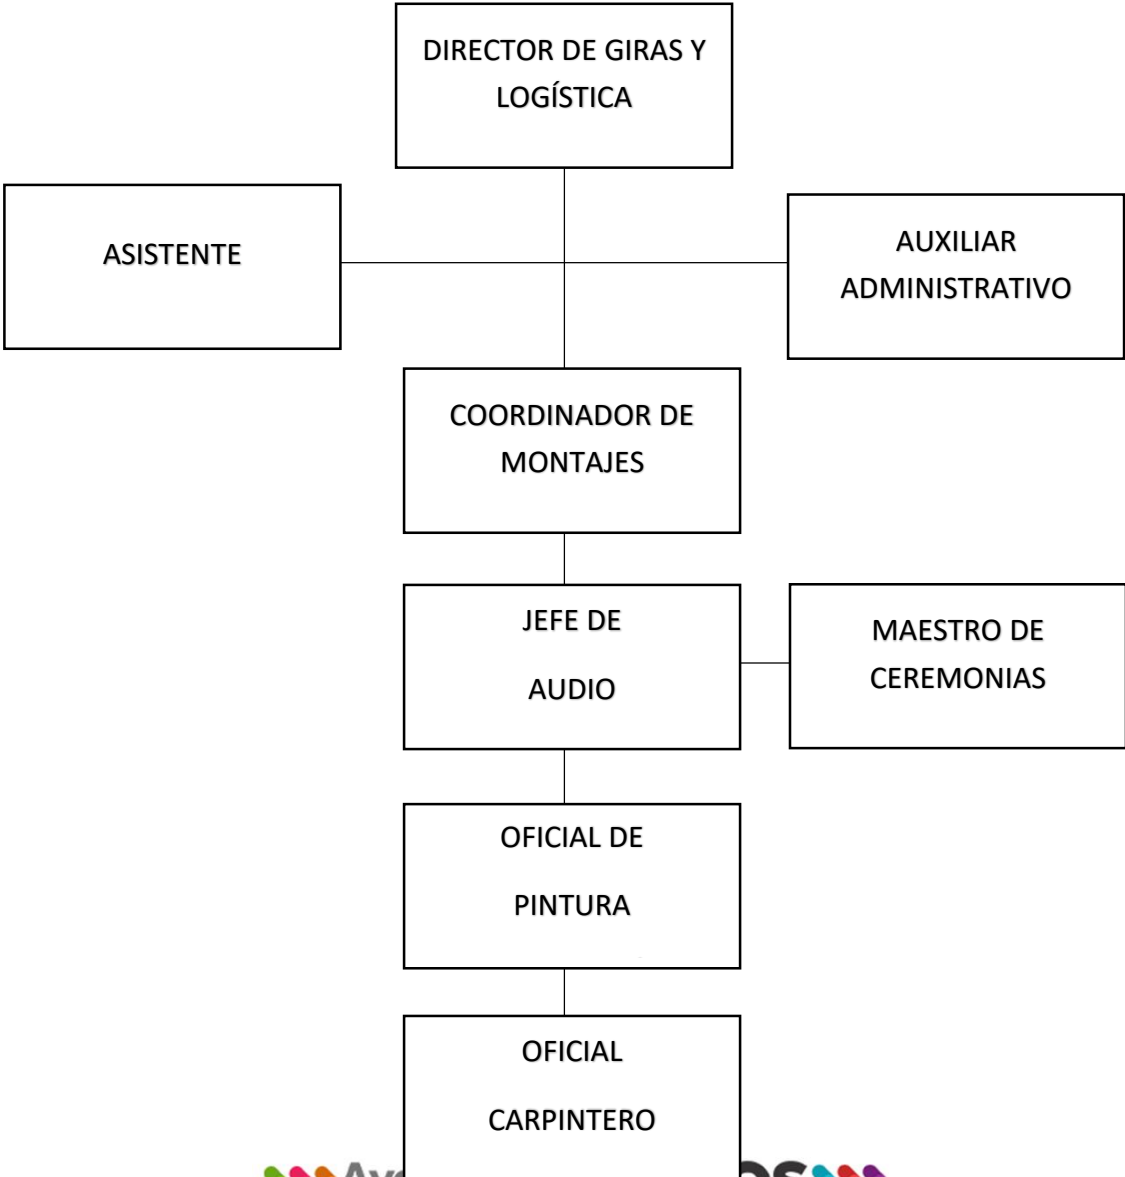 DIRECTOR DE GIRAS Y
LOGÍSTICA
ASISTENTE
AUXILIAR
ADMINISTRATIVO
COORDINADOR DE
MONTAJES
JEFE DE
AUDIO
MAESTRO DE
CEREMONIAS
OFICIAL DE
PINTURA
OFICIAL
CARPINTERO